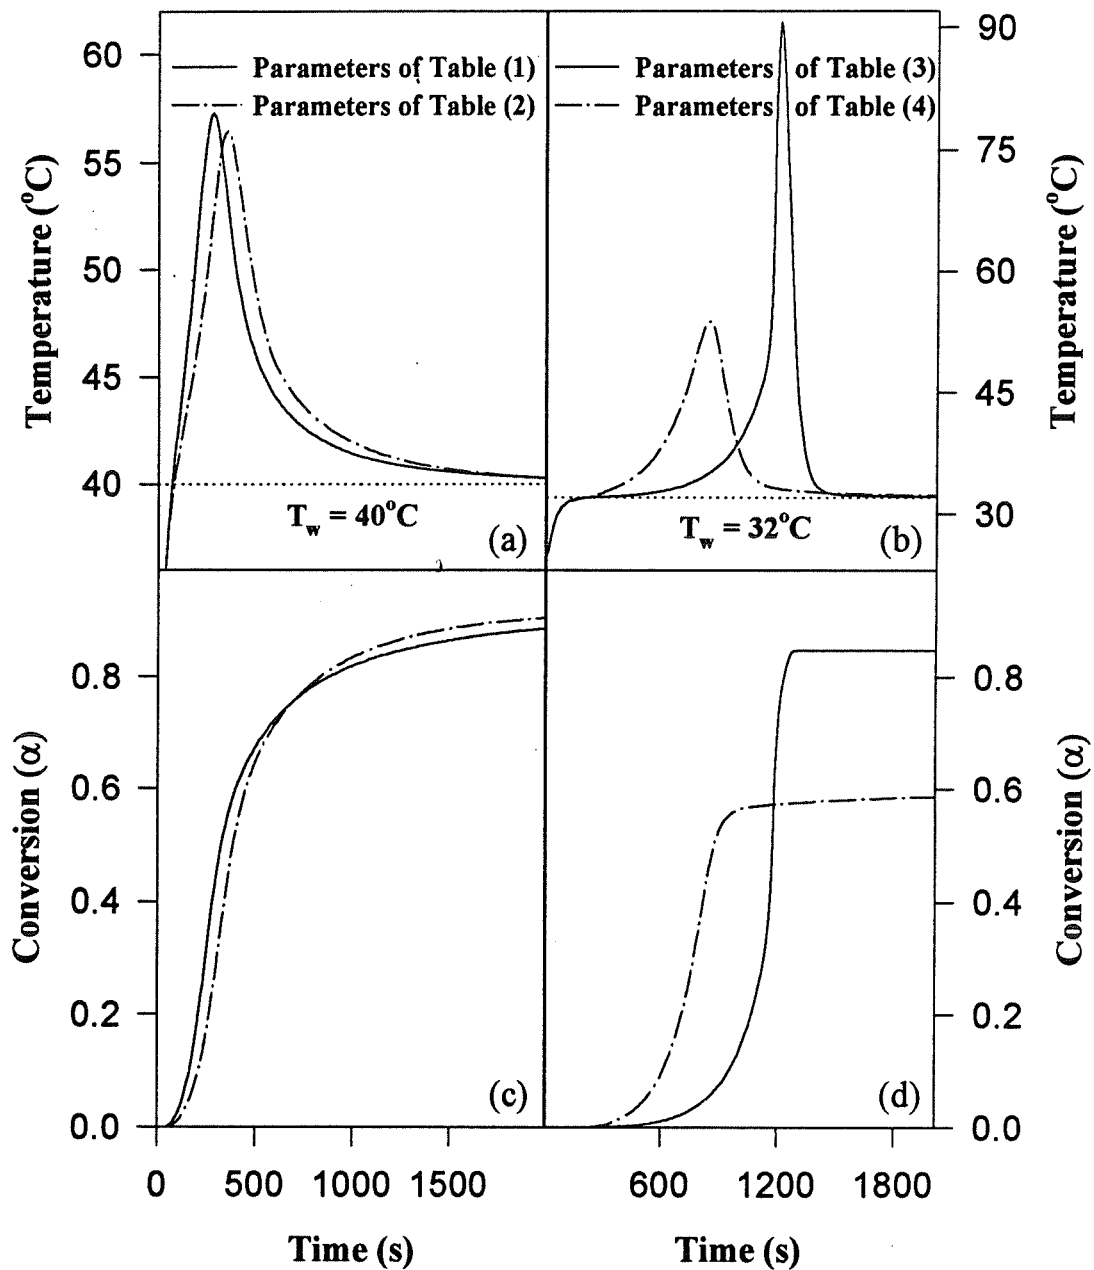 60
55
50
45
40
Temperature (°C)
Parameters of Table (1)
Parameters of Table (2)
T_w = 40°C
(a)
Parameters of Table (3)
Parameters of Table (4)
T_w = 32°C
(b)
90
75
60
45
30
Temperature (°C)
0.8
0.6
0.4
0.2
0.0
Conversion (α)
(c)
(d)
0.8
0.6
0.4
0.2
0.0
Conversion (α)
0 500 1000 1500
600 1200 1800
Time (s)
Time (s)